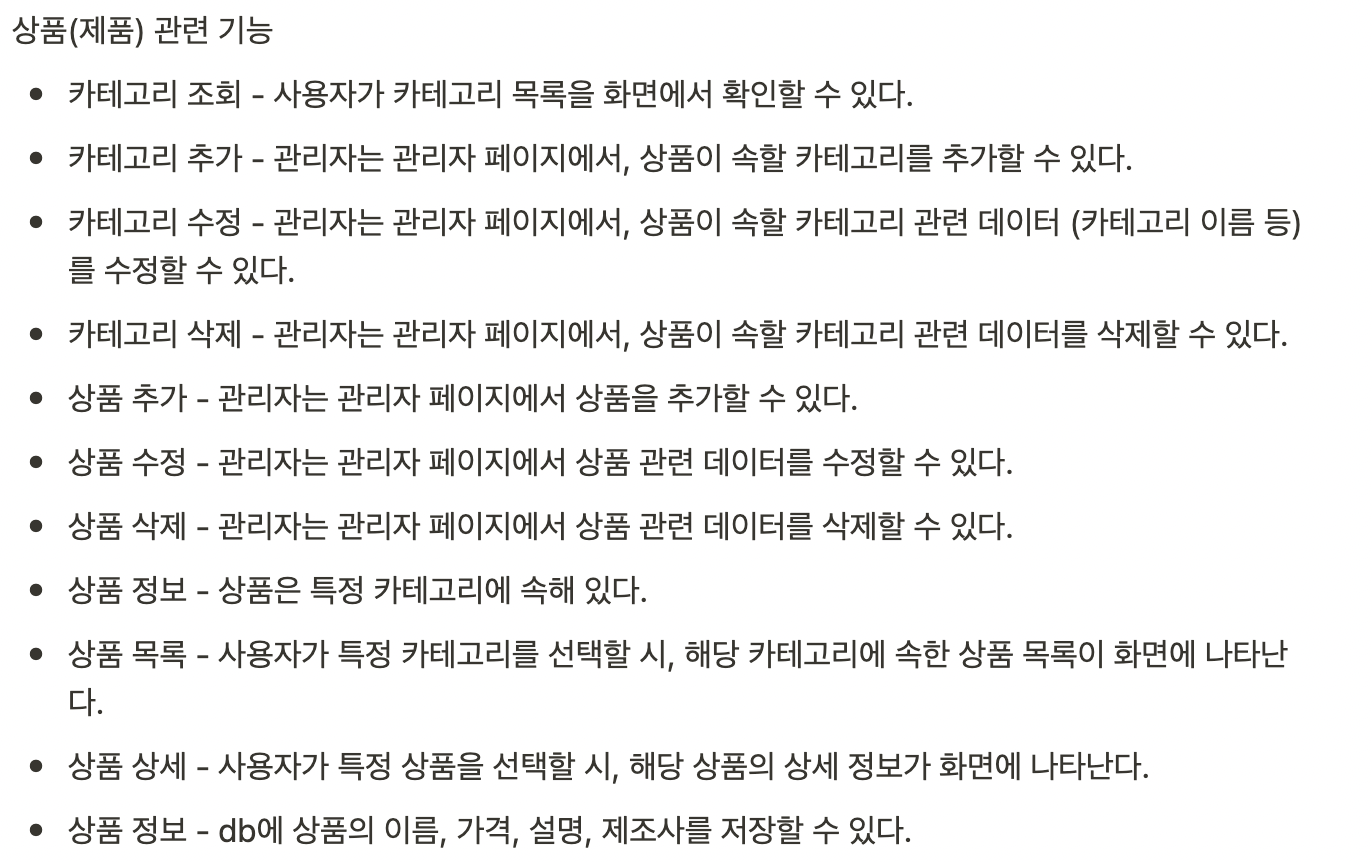 상품(제품) 관련 기능
• 카테고리 조회 - 사용자가 카테고리 목록을 화면에서 확인할 수 있다.
• 카테고리 추가 - 관리자는 관리자 페이지에서, 상품이 속할 카테고리를 추가할 수 있다.
• 카테고리 수정 - 관리자는 관리자 페이지에서, 상품이 속할 카테고리 관련 데이터 (카테고리 이름 등)
를 수정할 수 있다.
• 카테고리 삭제 - 관리자는 관리자 페이지에서, 상품이 속할 카테고리 관련 데이터를 삭제할 수 있다.
• 상품 추가 - 관리자는 관리자 페이지에서 상품을 추가할 수 있다.
• 상품 수정 - 관리자는 관리자 페이지에서 상품 관련 데이터를 수정할 수 있다.
• 상품 삭제 - 관리자는 관리자 페이지에서 상품 관련 데이터를 삭제할 수 있다.
• 상품 정보 - 상품은 특정 카테고리에 속해 있다.
• 상품 목록 - 사용자가 특정 카테고리를 선택할 시, 해당 카테고리에 속한 상품 목록이 화면에 나타난
다.
• 상품 상세 - 사용자가 특정 상품을 선택할 시, 해당 상품의 상세 정보가 화면에 나타난다.
• 상품 정보 - db에 상품의 이름, 가격, 설명, 제조사를 저장할 수 있다.